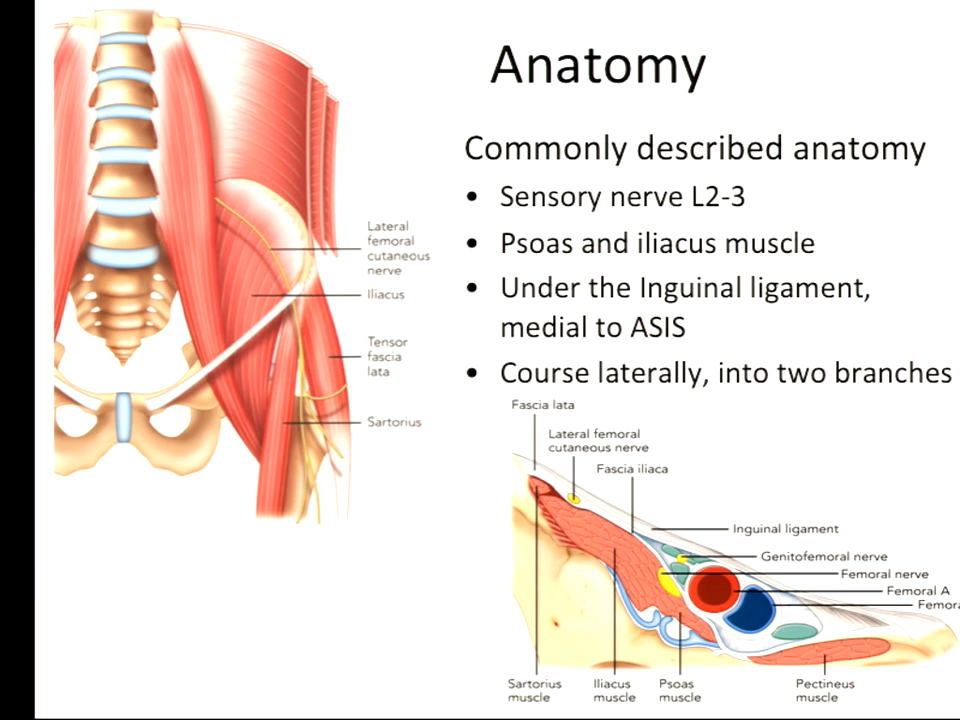 Anatomy
Commonly described anatomy
• Sensory nerve L2-3
• Psoas and iliacus muscle
• Under the Inguinal ligament,
medial to ASIS
• Course laterally, into two branches
Lateral
femoral
cutaneous
nerve
Iliacus
Tensor
fascia
lata
Sartorius
Fascia lata
Lateral femoral
cutaneous nerve
Fascia iliaca
Inguinal ligament
Genitofemoral nerve
Femoral nerve
Femoral A
Femora
Sartorius
muscle
Iliacus
muscle
Psoas
muscle
Pectineus
muscle